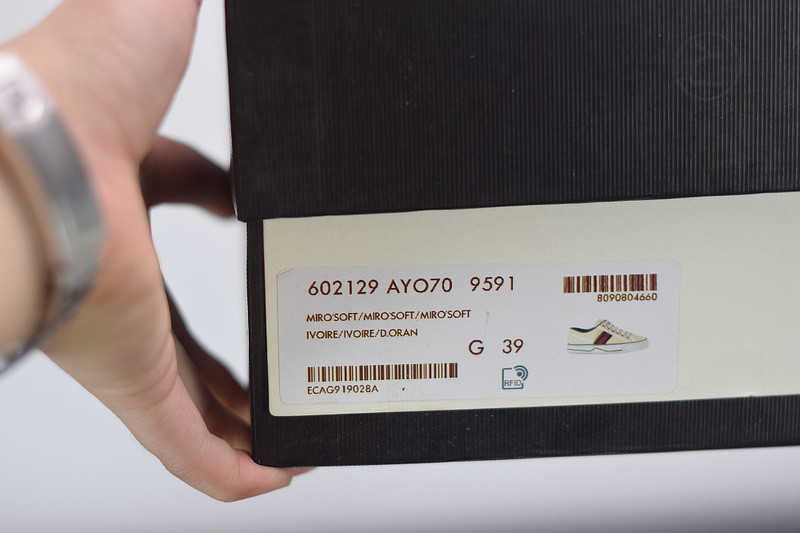 602129 AYO70 9591
8090804660
MIRO'SOFT/MIRO'SOFT/MIRO'SOFT
IVOIRE/IVOIRE/D.ORAN
G 39
RFID
ECAG919028A